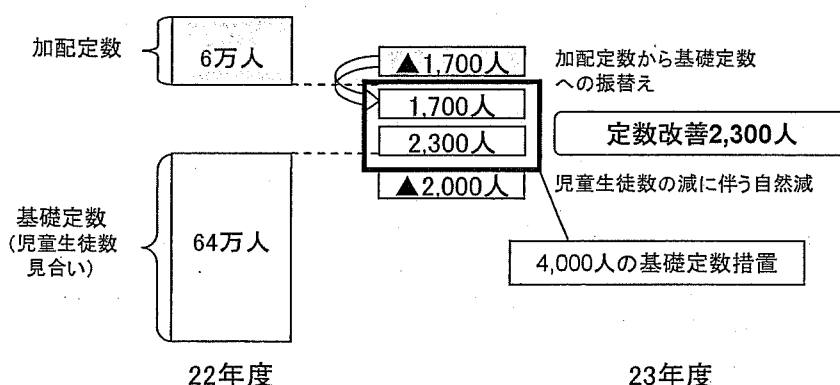 加配定数
6万人
▲1,700人
加配定数から基礎定数
への振替え
1,700人
2,300人
定数改善2,300人
▲2,000人
児童生徒数の減に伴う自然減
基礎定数
(児童生徒数
見合い)
64万人
4,000人の基礎定数措置
22年度
23年度